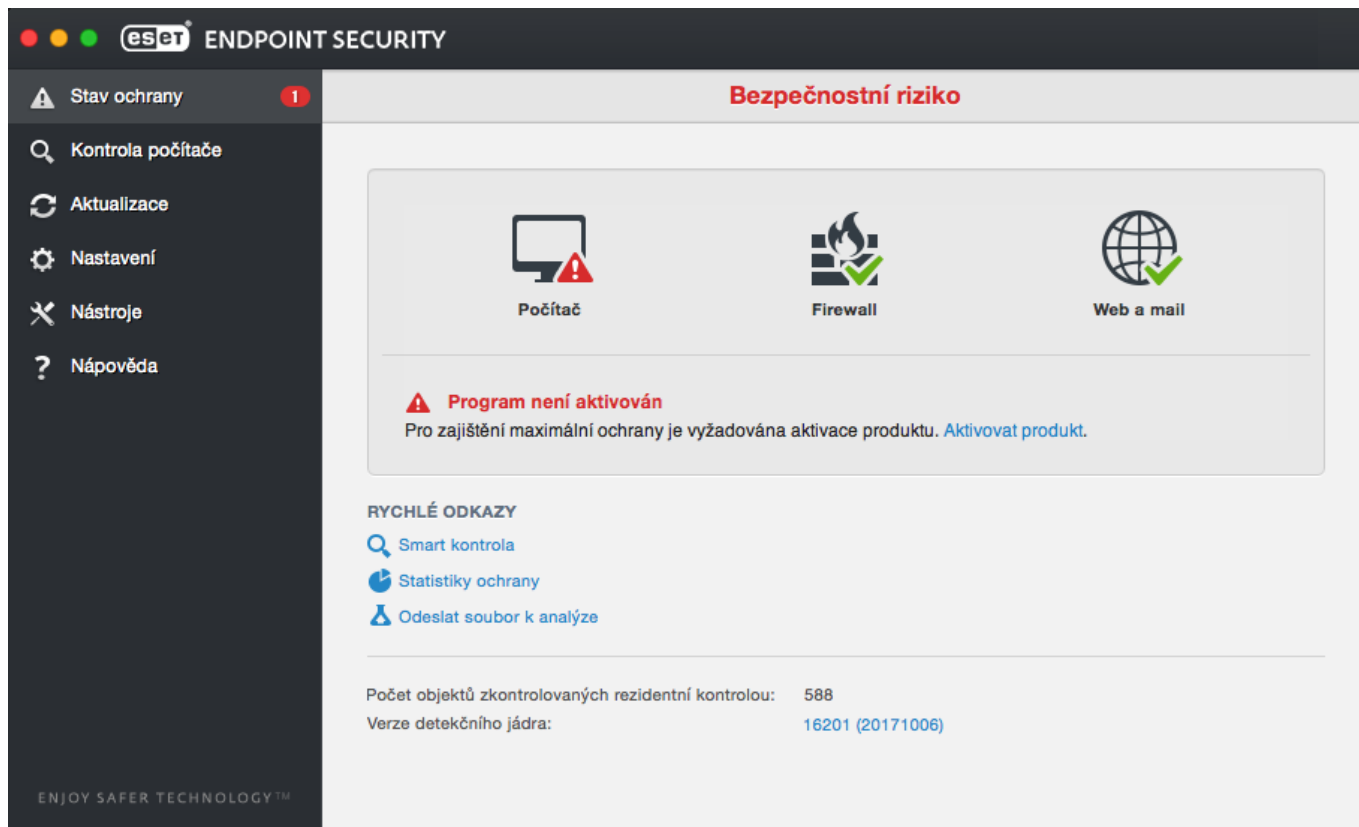 eset ENDPOINT SECURITY
Stav ochrany 1
Kontrola počítače
Aktualizace
Nastavení
Nástroje
Nápověda
ENJOY SAFER TECHNOLOGY™
Bezpečnostní riziko
Počítač Firewall Web a mail
Program není aktivován
Pro zajištění maximální ochrany je vyžadována aktivace produktu. Aktivovat produkt.
RYCHLÉ ODKAZY
Smart kontrola
Statistiky ochrany
Odeslat soubor k analýze
Počet objektů zkontrolovaných rezidentní kontrolou: 588
Verze detekčního jádra: 16201 (20171006)